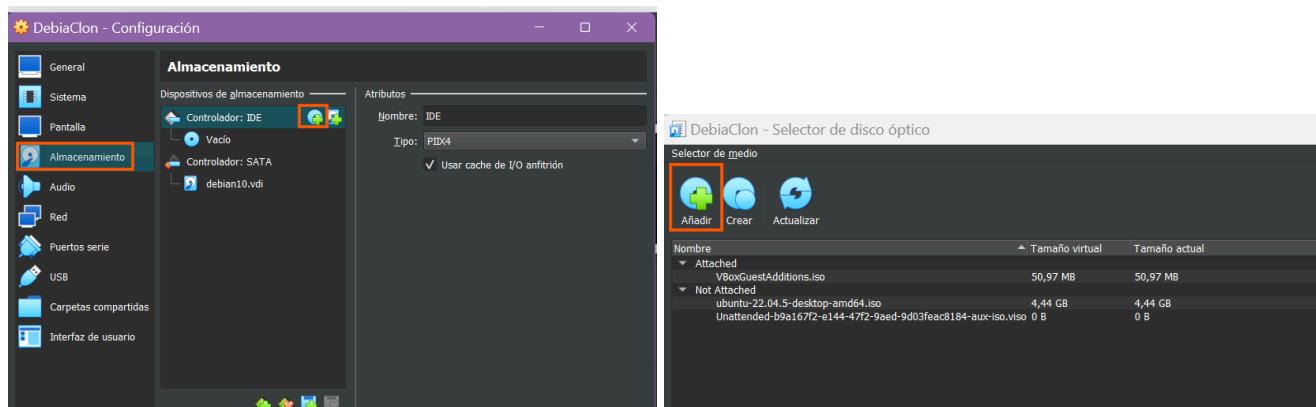 DebiaClon - Configuración
General
Sistema
Pantalla
Almacenamiento
Audio
Red
Puertos serie
USB
Carpetas compartidas
Interfaz de usuario
Almacenamiento
Dispositivos de almacenamiento
Controlador: IDE
Vacío
Controlador: SATA
debian10.vdi
Atributos
Nombre: IDE
Tipo: PIIX4
Usar cache de I/O anfitrión
DebiaClon - Selector de disco óptico
Selector de medio
Añadir Crear Actualizar
Nombre Tamaño virtual Tamaño actual
Attached
VBoxGuestAdditions.iso 50,97 MB 50,97 MB
Not Attached
ubuntu-22.04.5-desktop-amd64.iso 4,44 GB 4,44 GB
Unattended-b9a167f2-e144-47f2-9aed-9d03feac8184-aux-iso.viso 0 B 0 B